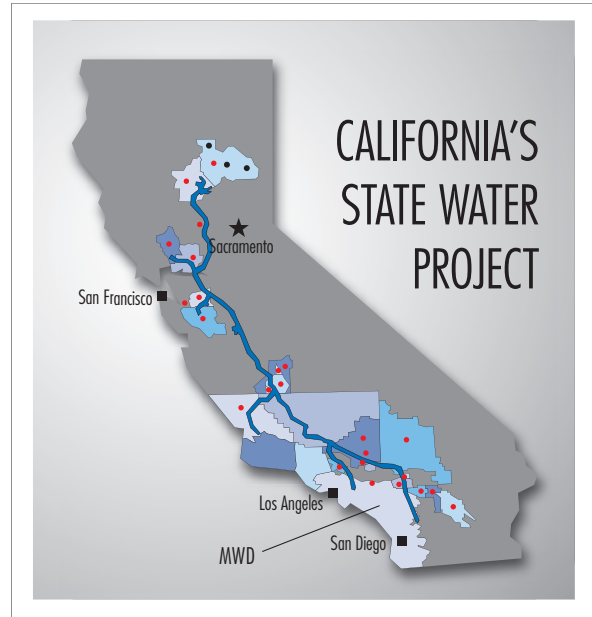 CALIFORNIA'S
STATE WATER
PROJECT
Sacramento
San Francisco
Los Angeles
MWD
San Diego